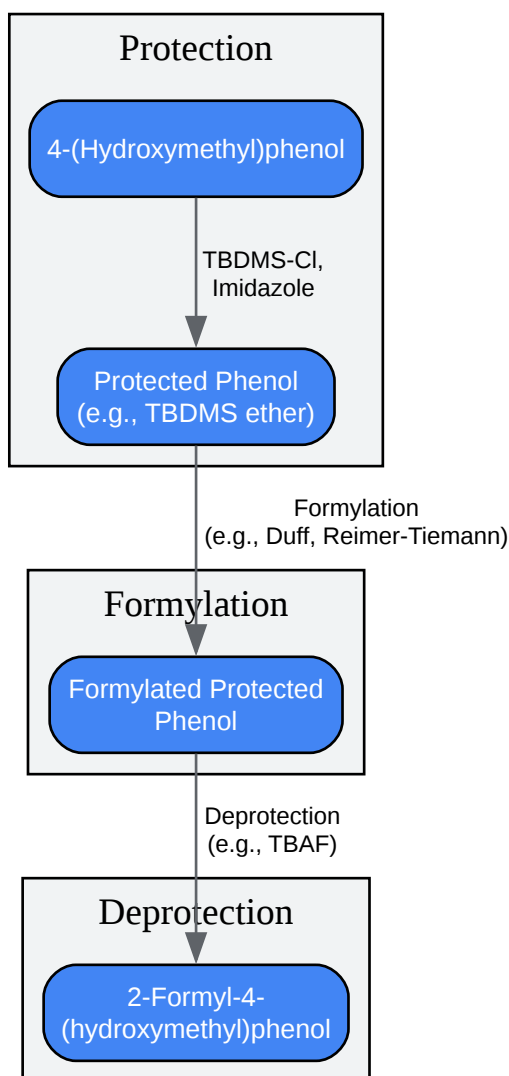 Protection
4-(Hydroxymethyl)phenol
TBDMS-Cl,
Imidazole
Protected Phenol
(e.g., TBDMS ether)
Formylation
(e.g., Duff, Reimer-Tiemann)
Formylation
Formylated Protected
Phenol
Deprotection
(e.g., TBAF)
Deprotection
2-Formyl-4-
(hydroxymethyl)phenol